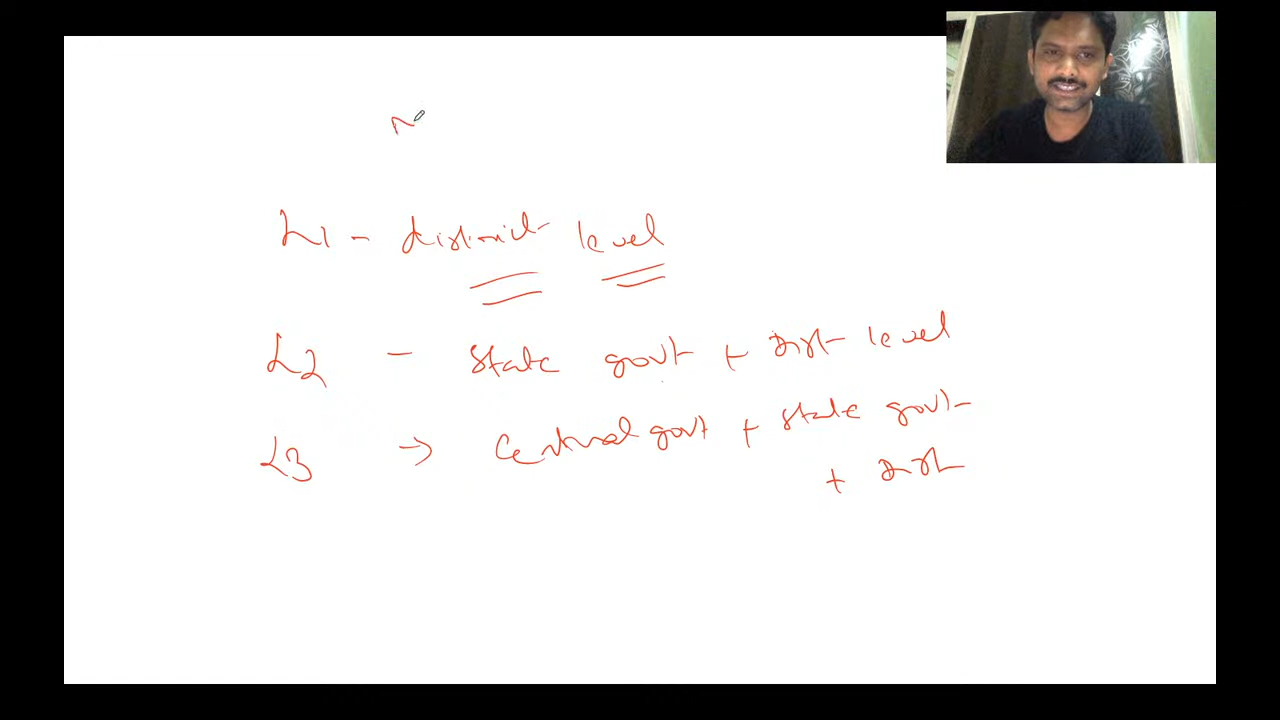 N
L1 - district level
L2 - State govt + Dist level
L3 → Central govt + state govt
+ Dist